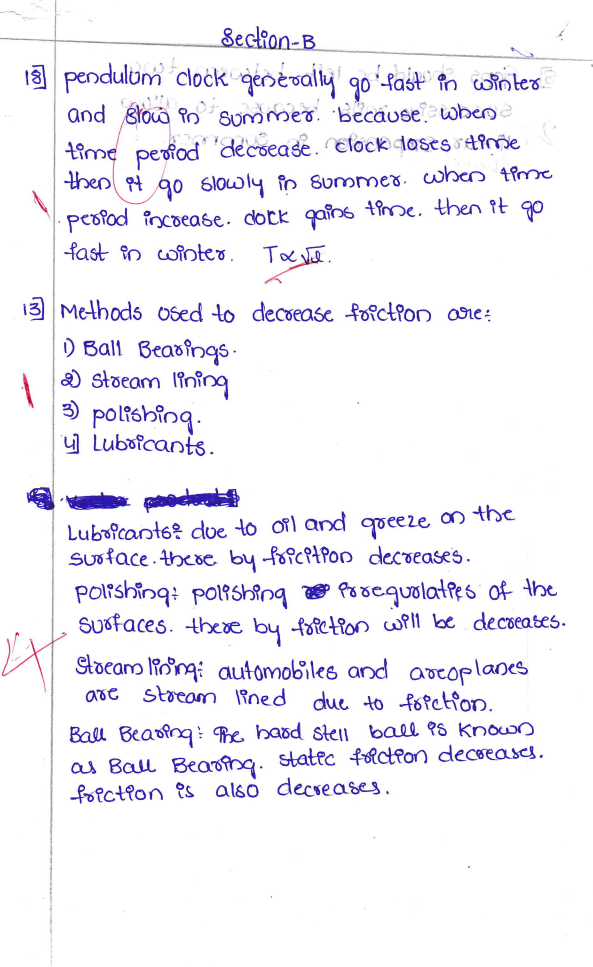 Section-B
18] pendulum clock generally go fast in winter
and slow in summer. because. when
time period decrease. clock loses time
then it go slowly in summer. when time
period increase. clock gains time. then it go
fast in winter. T∝√l.
13] Methods used to decrease friction are:
1) Ball Bearings.
2) Stream lining
3) polishing.
4] Lubricants.
Lubricants: due to oil and greeze on the
surface. there by fricition decreases.
polishing: polishing irregulaties of the
surfaces. there by friction will be decreases.
Stream lining: automobiles and areoplanes
are stream lined due to friction.
Ball Bearing: The hard stell ball is known
as Ball Bearing. static friction decreases.
friction is also decreases.